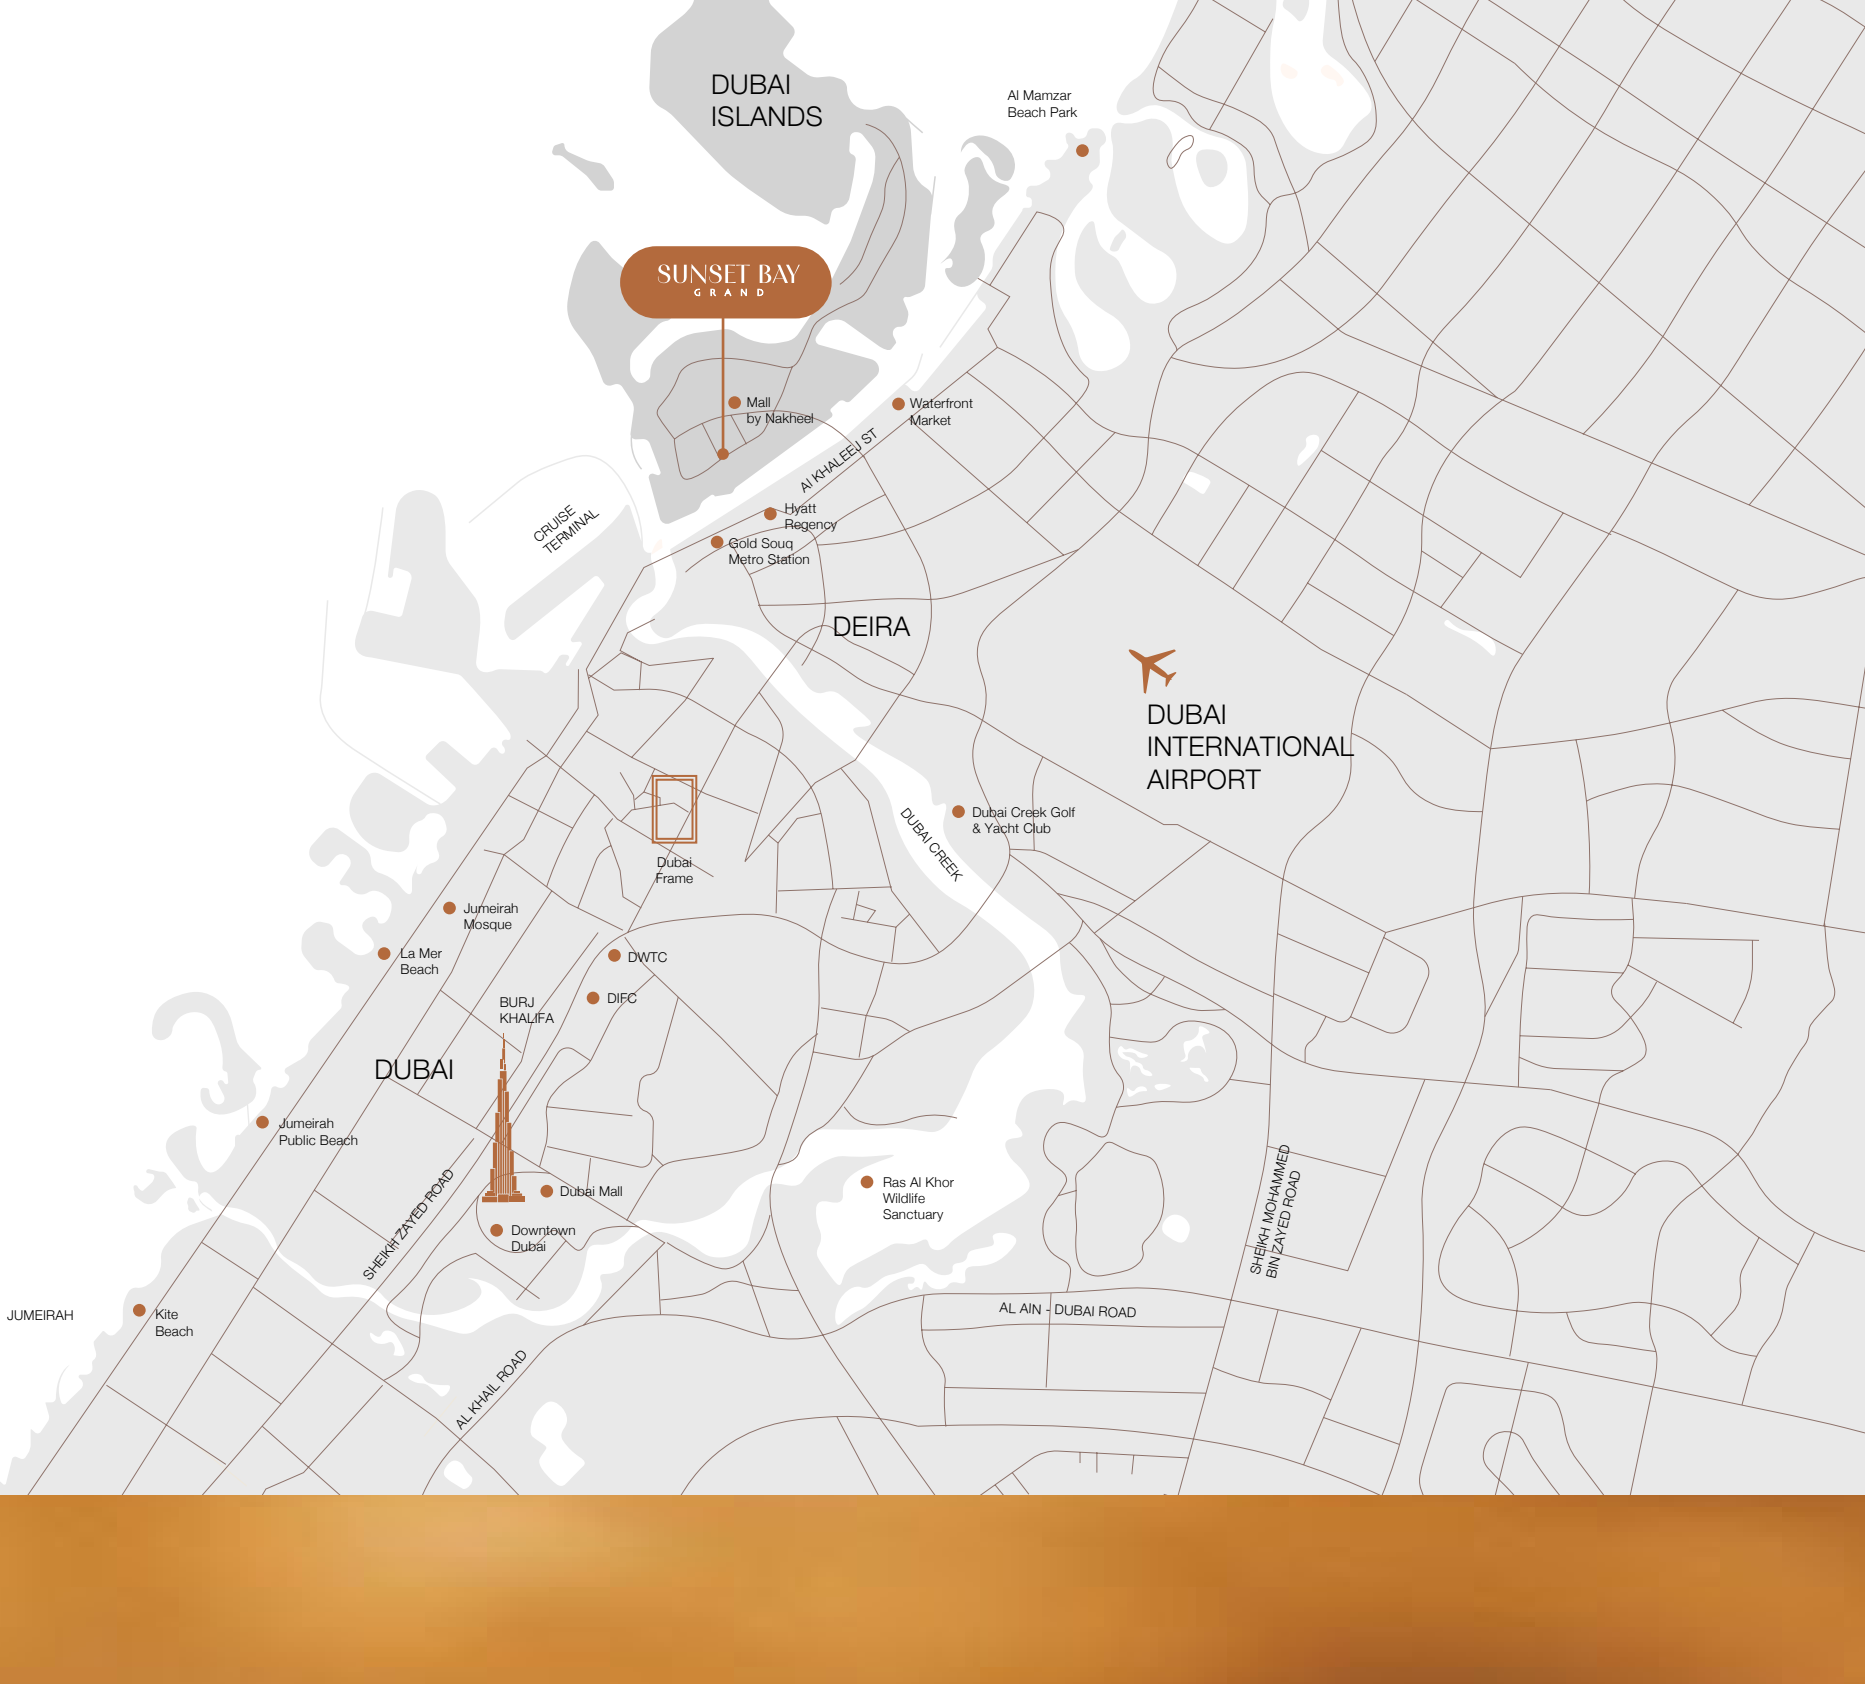 DUBAI
ISLANDS
Al Mamzar
Beach Park
SUNSET BAY
GRAND
Mall
by Nakheel
Waterfront
Market
Al KHALEEJ ST
CRUISE
TERMINAL
Hyatt
Regency
Gold Souq
Metro Station
DEIRA
DUBAI
INTERNATIONAL
AIRPORT
Dubai Creek Golf
& Yacht Club
DUBAI CREEK
Dubai
Frame
Jumeirah
Mosque
La Mer
Beach
DWTC
DIFC
BURJ
KHALIFA
DUBAI
Jumeirah
Public Beach
SHEIKH ZAYED ROAD
Dubai Mall
Downtown
Dubai
Ras Al Khor
Wildlife
Sanctuary
SHEIKH MOHAMMED
BIN ZAYED ROAD
AL AIN - DUBAI ROAD
JUMEIRAH
Kite
Beach
AL KHAIL ROAD